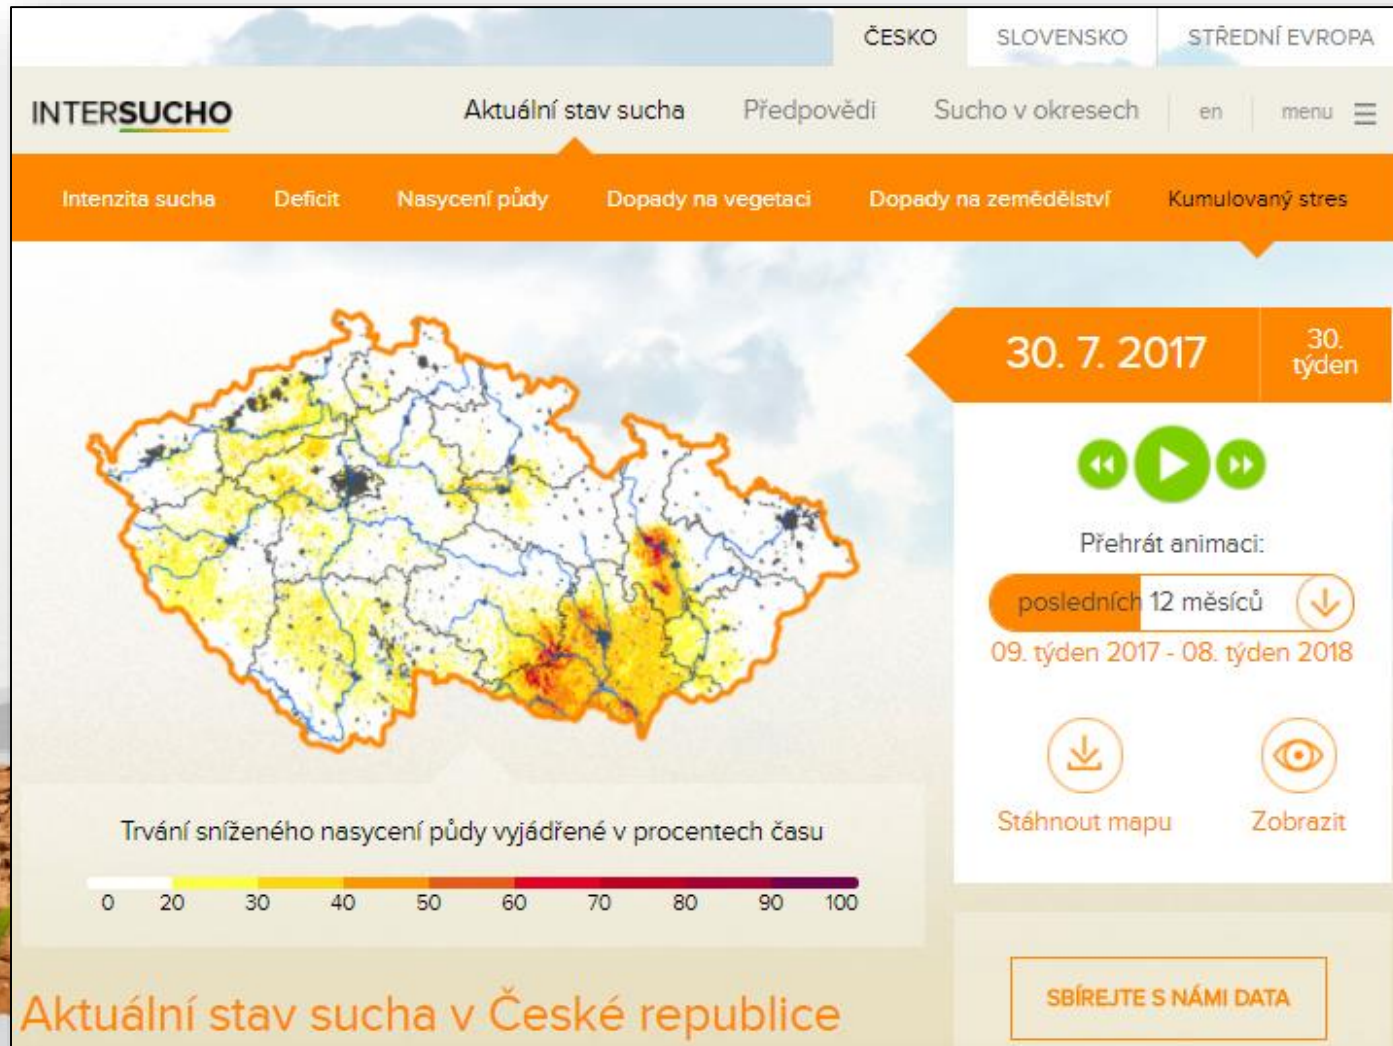 ČESKO SLOVENSKO STŘEDNÍ EVROPA
INTERSUCHO Aktuální stav sucha Předpovědi Sucho v okresech en menu
Intenzita sucha Deficit Nasycení půdy Dopady na vegetaci Dopady na zemědělství Kumulovaný stres
30. 7. 2017
30.
týden
Přehrát animaci:
posledních 12 měsíců
09. týden 2017 - 08. týden 2018
Stáhnout mapu Zobrazit
Trvání sníženého nasycení půdy vyjádřené v procentech času
0 20 30 40 50 60 70 80 90 100
SBÍREJTE S NÁMI DATA
Aktuální stav sucha v České republice